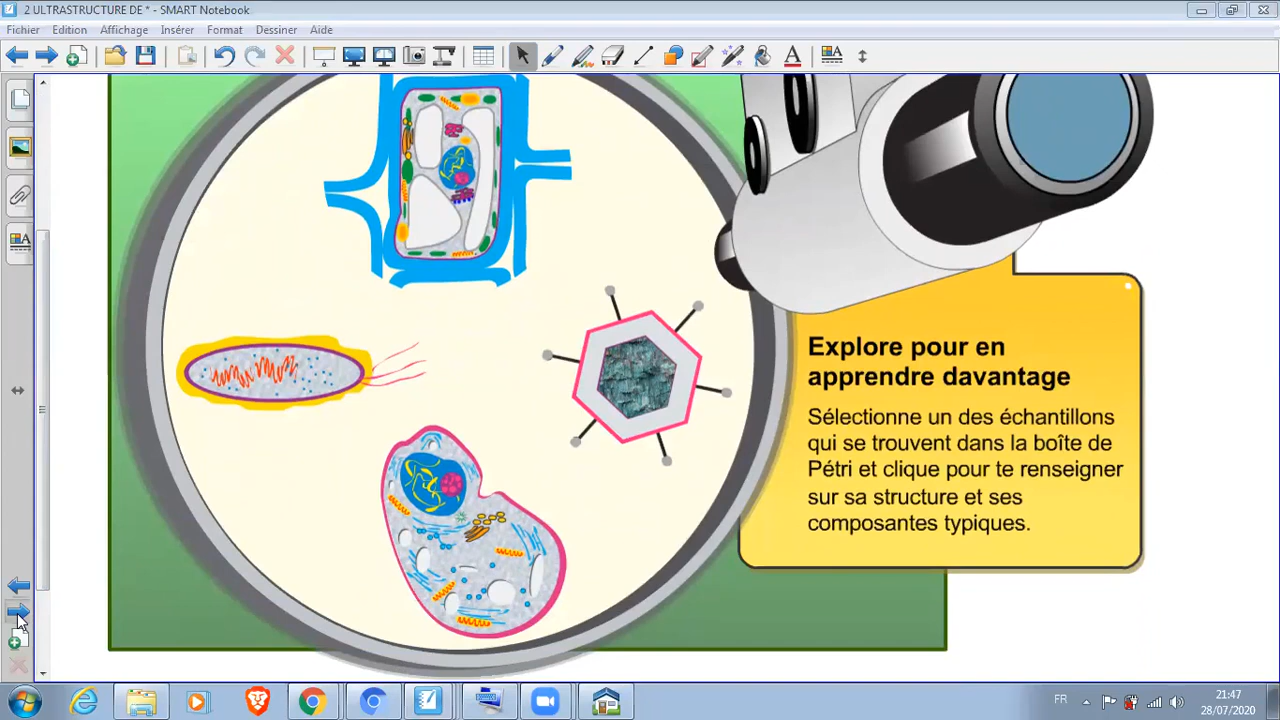 2 ULTRASTRUCTURE DE * - SMART Notebook
Fichier Edition Affichage Insérer Format Dessiner Aide
Explore pour en
apprendre davantage
Sélectionne un des échantillons
qui se trouvent dans la boîte de
Pétri et clique pour te renseigner
sur sa structure et ses
composantes typiques.
FR
21:47
28/07/2020